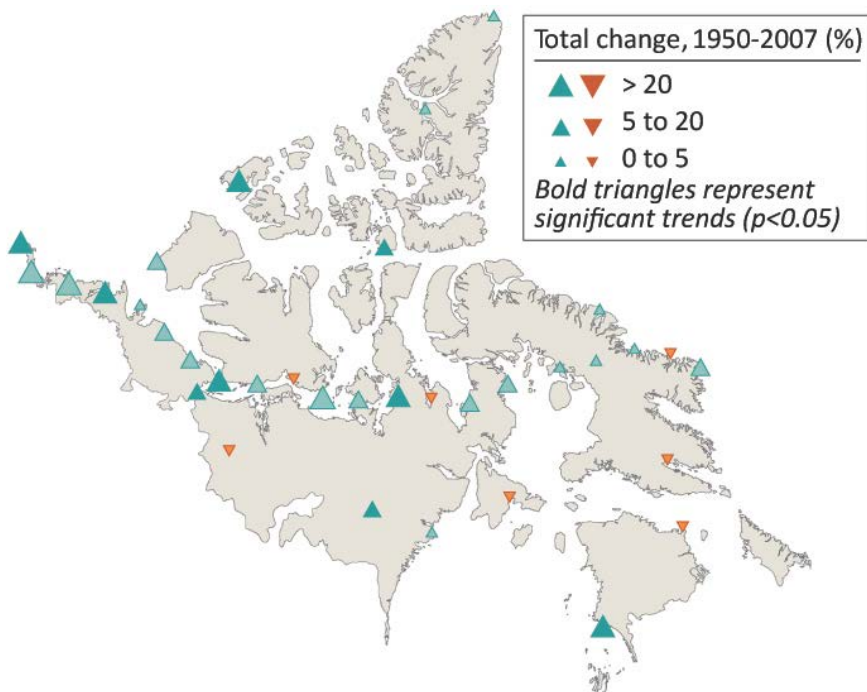 Total change, 1950-2007 (%)
> 20
5 to 20
0 to 5
Bold triangles represent
significant trends (p<0.05)